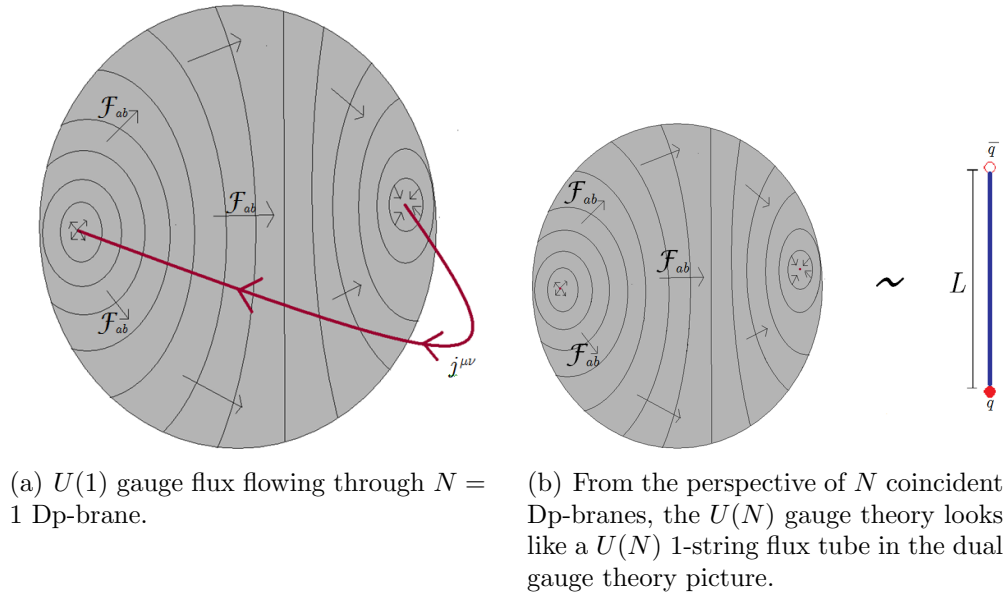 ℱab
ℱab
ℱab
j^μν
ℱab
ℱab
ℱab
~
L
q̄
q
(a) U(1) gauge flux flowing through N =
1 Dp-brane.
(b) From the perspective of N coincident
Dp-branes, the U(N) gauge theory looks
like a U(N) 1-string flux tube in the dual
gauge theory picture.